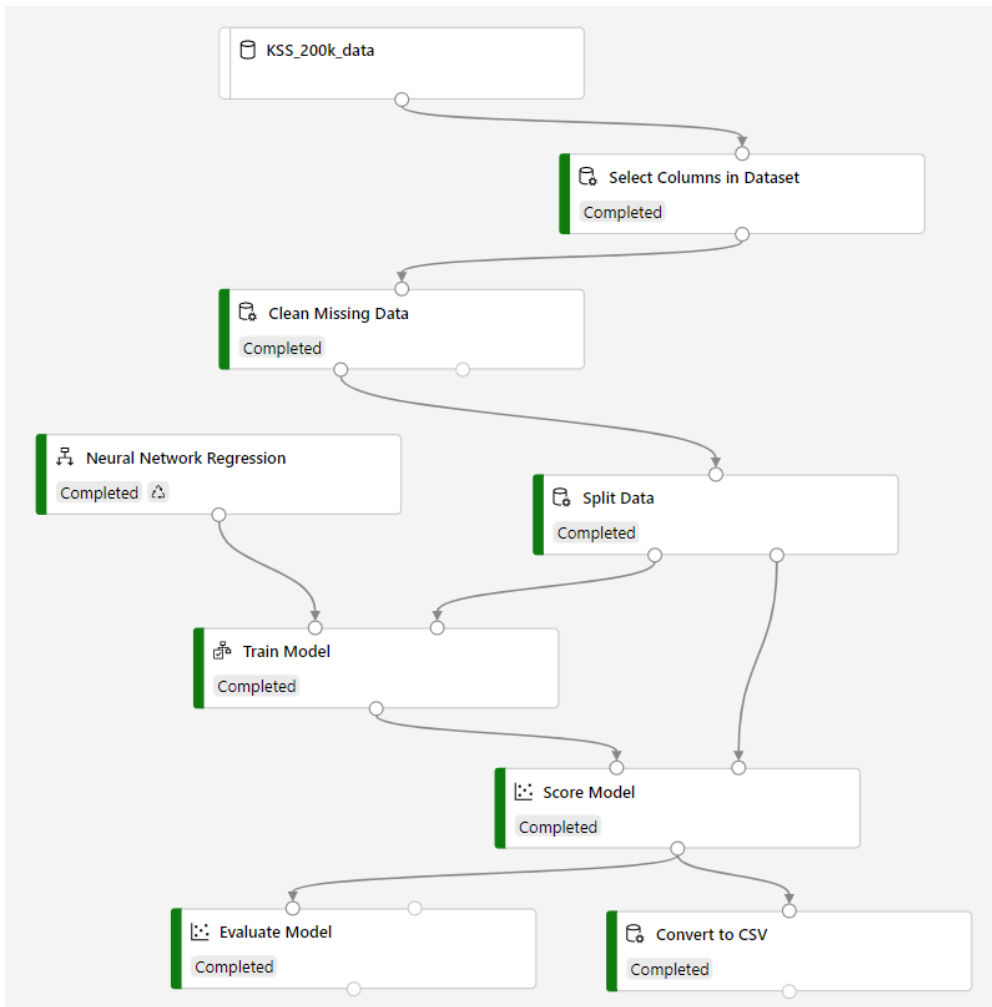 KSS_200k_data
Select Columns in Dataset
Completed
Clean Missing Data
Completed
Neural Network Regression
Completed
Split Data
Completed
Train Model
Completed
Score Model
Completed
Evaluate Model
Completed
Convert to CSV
Completed